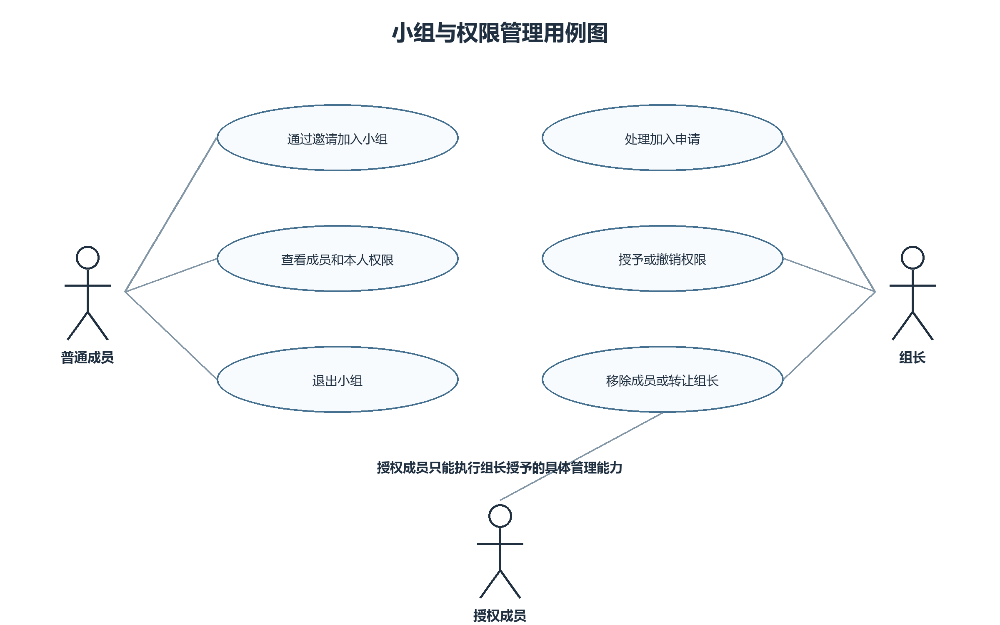 小组与权限管理用例图
通过邀请加入小组
处理加入申请
查看成员和本人权限
授予或撤销权限
普通成员
组长
退出小组
移除成员或转让组长
授权成员只能执行组长授予的具体管理能力
授权成员